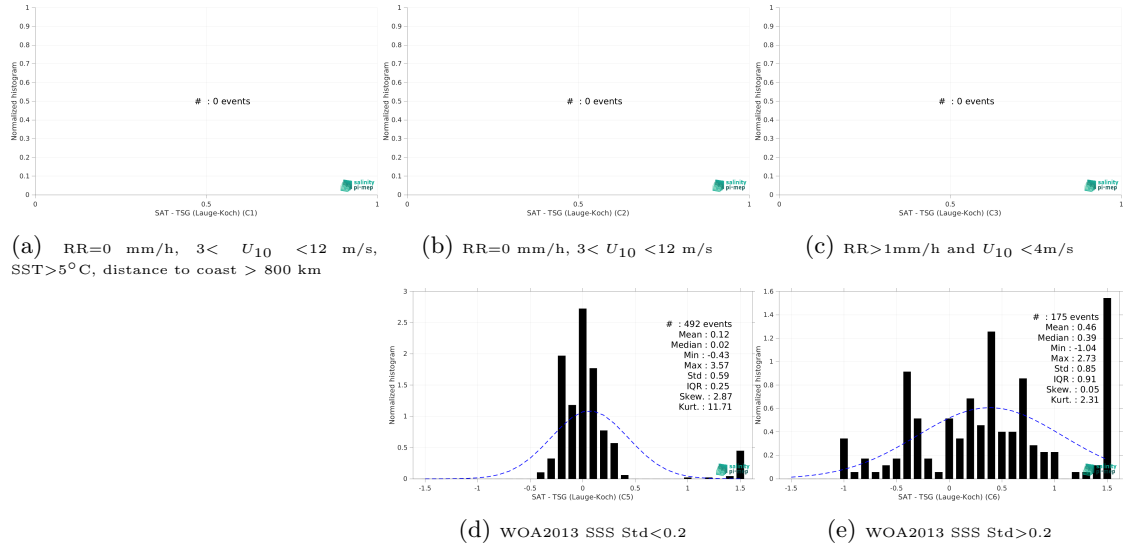 1
0.9
0.8
0.7
0.6
0.5
0.4
0.3
0.2
0.1
0
Normalized histogram
# : 0 events
salinity
pi-mep
0 0.5 1
SAT - TSG (Lauge-Koch) (C1)
(a) RR=0 mm/h, 3< U10 <12 m/s,
SST>5°C, distance to coast > 800 km
1
0.9
0.8
0.7
0.6
0.5
0.4
0.3
0.2
0.1
0
Normalized histogram
# : 0 events
salinity
pi-mep
0 0.5 1
SAT - TSG (Lauge-Koch) (C2)
(b) RR=0 mm/h, 3< U10 <12 m/s
1
0.9
0.8
0.7
0.6
0.5
0.4
0.3
0.2
0.1
0
Normalized histogram
# : 0 events
salinity
pi-mep
0 0.5 1
SAT - TSG (Lauge-Koch) (C3)
(c) RR>1mm/h and U10 <4m/s
3
2.5
2
1.5
1
0.5
0
Normalized histogram
# : 492 events
Mean : 0.12
Median : 0.02
Min : -0.43
Max : 3.57
Std : 0.59
IQR : 0.25
Skew. : 2.87
Kurt. : 11.71
salinity
pi-mep
-1.5 -1 -0.5 0 0.5 1 1.5
SAT - TSG (Lauge-Koch) (C5)
(d) WOA2013 SSS Std<0.2
1.6
1.4
1.2
1
0.8
0.6
0.4
0.2
0
Normalized histogram
# : 175 events
Mean : 0.46
Median : 0.39
Min : -1.04
Max : 2.73
Std : 0.85
IQR : 0.91
Skew. : 0.05
Kurt. : 2.31
-1.5 -1 -0.5 0 0.5 1 1.5
SAT - TSG (Lauge-Koch) (C6)
(e) WOA2013 SSS Std>0.2